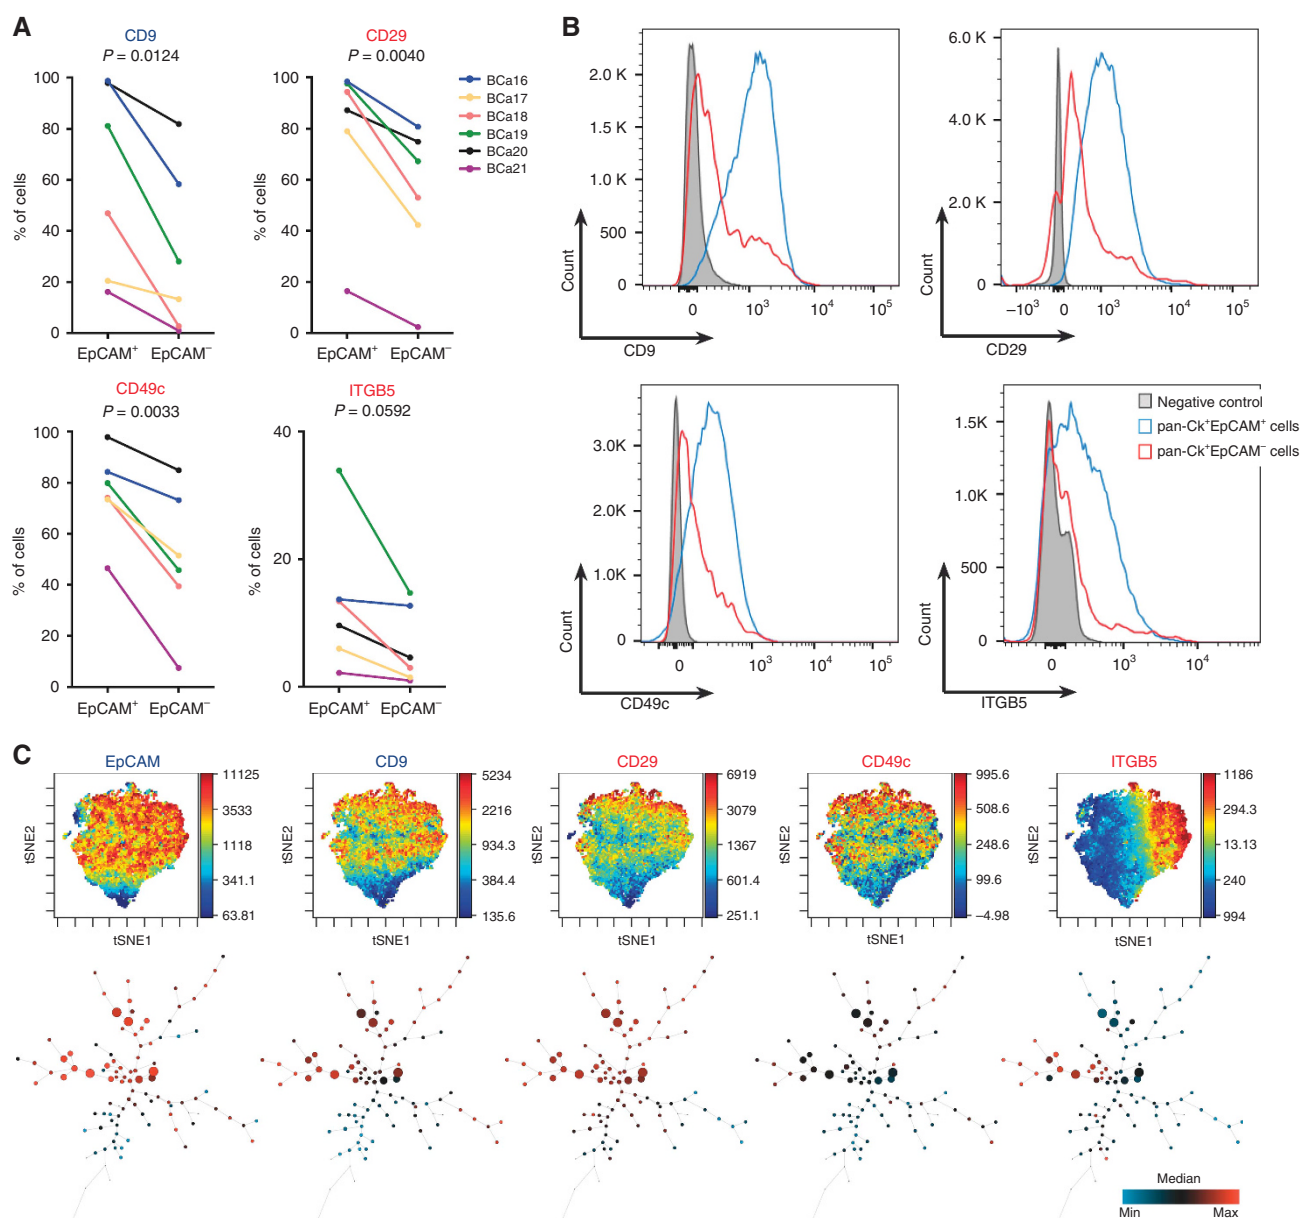 A
CD9
P = 0.0124
100
80
60
40
20
0
% of cells
EpCAM⁺ EpCAM⁻
CD29
P = 0.0040
100
80
60
40
20
0
% of cells
EpCAM⁺ EpCAM⁻
BCa16
BCa17
BCa18
BCa19
BCa20
BCa21
CD49c
P = 0.0033
100
80
60
40
20
0
% of cells
EpCAM⁺ EpCAM⁻
ITGB5
P = 0.0592
40
20
0
% of cells
EpCAM⁺ EpCAM⁻
B
2.0 K
1.5 K
1.0 K
500
0
Count
0 10³ 10⁴ 10⁵
CD9
6.0 K
4.0 K
2.0 K
0
Count
−10³ 0 10³ 10⁴ 10⁵
CD29
3.0K
2.0K
1.0K
0
Count
0 10³ 10⁴ 10⁵
CD49c
1.5K
1.0K
500
0
Count
0 10³ 10⁴
ITGB5
Negative control
pan-Ck⁺EpCAM⁺ cells
pan-Ck⁺EpCAM⁻ cells
C
EpCAM
11125
3533
1118
341.1
63.81
tSNE2
tSNE1
CD9
5234
2216
934.3
384.4
135.6
tSNE2
tSNE1
CD29
6919
3079
1367
601.4
251.1
tSNE2
tSNE1
CD49c
995.6
508.6
248.6
99.6
−4.98
tSNE2
tSNE1
ITGB5
1186
294.3
13.13
240
994
tSNE1
Median
Min Max